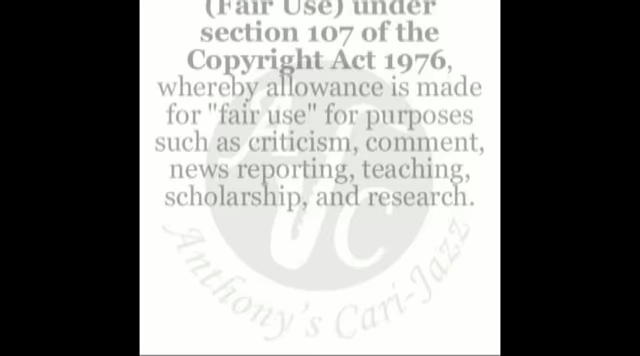 (Fair Use) under
section 107 of the
Copyright Act 1976,
whereby allowance is made
for "fair use" for purposes
such as criticism, comment,
news reporting, teaching,
scholarship, and research.
AJC
Anthony's Cari-Jazz